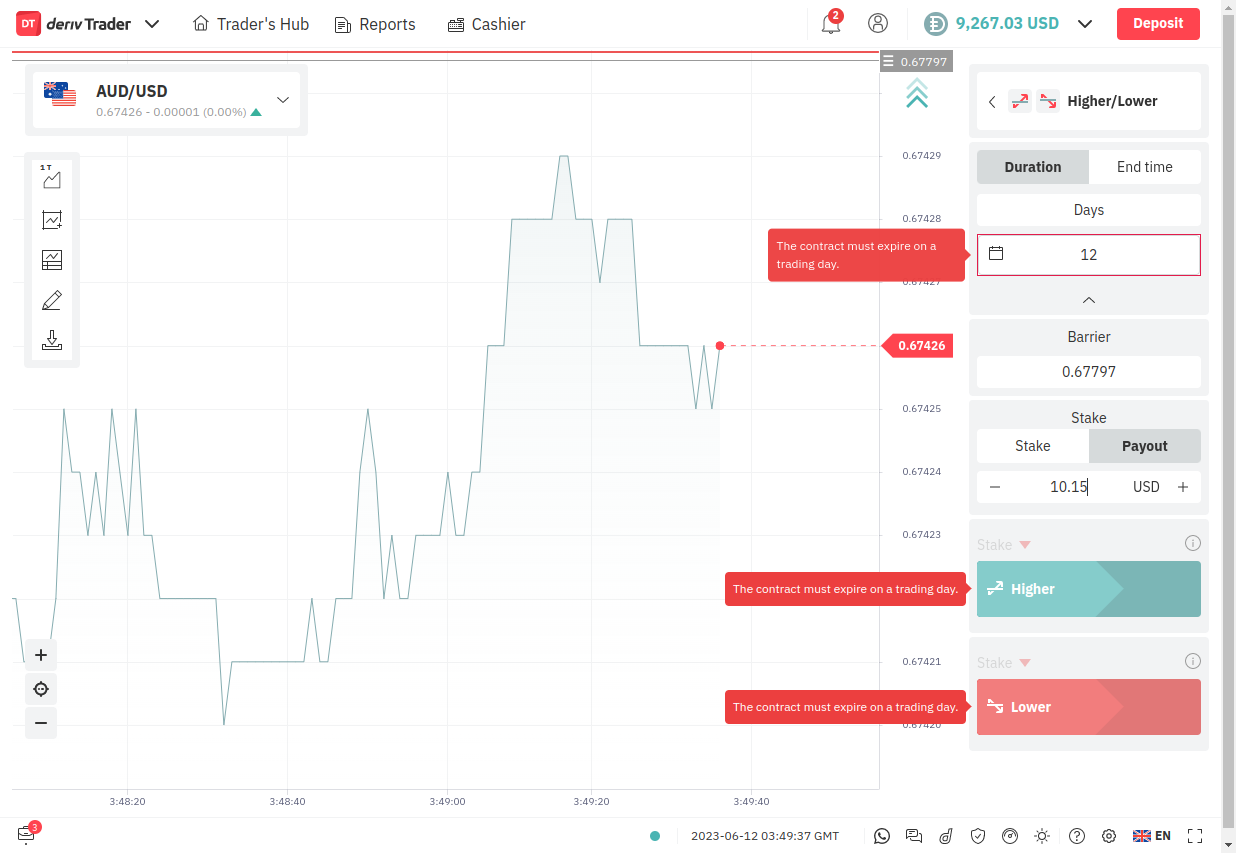 DT deriv Trader
Trader's Hub
Reports
Cashier
2
9,267.03 USD
Deposit
0.67797
AUD/USD
0.67426 - 0.00001 (0.00%)
1 T
0.67429
0.67428
0.67427
0.67426
0.67425
0.67424
0.67423
0.67421
0.67420
3:48:20
3:48:40
3:49:00
3:49:20
3:49:40
Higher/Lower
Duration
End time
Days
12
The contract must expire on a
trading day.
Barrier
0.67797
Stake
Stake
Payout
10.15
USD
Stake
Higher
The contract must expire on a trading day.
Stake
Lower
The contract must expire on a trading day.
3
2023-06-12 03:49:37 GMT
EN